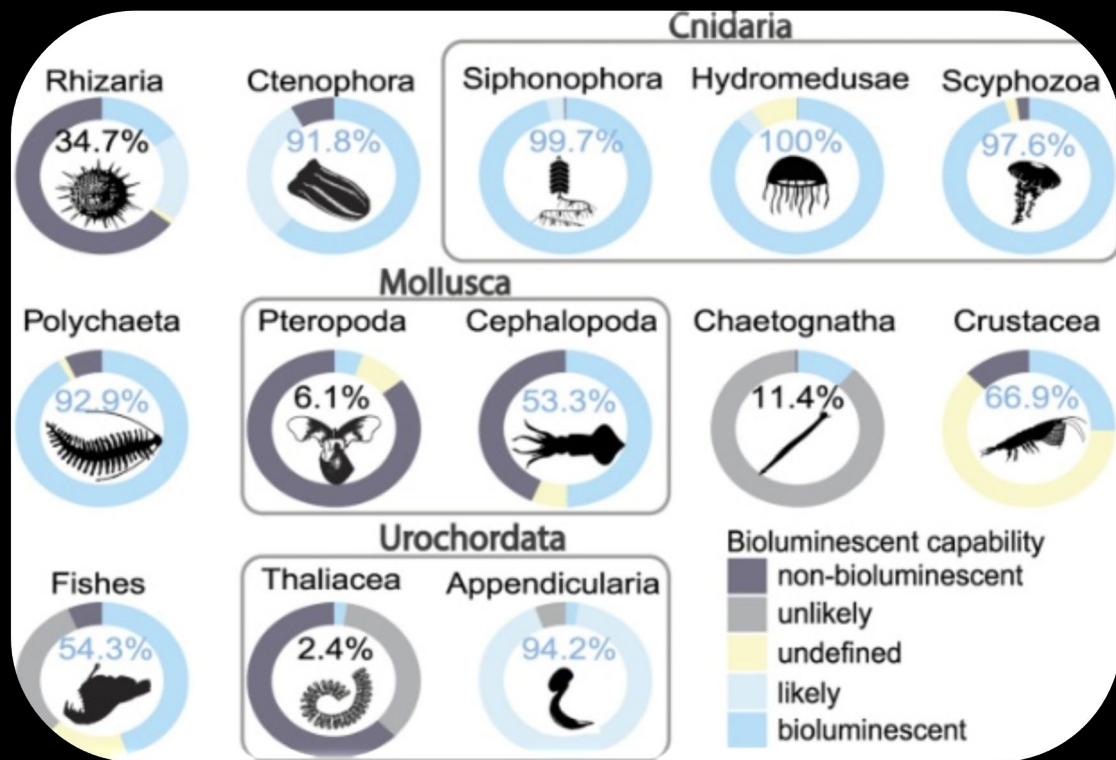 Cnidaria
Rhizaria
Ctenophora
Siphonophora
Hydromedusae
Scyphozoa
34.7%
91.8%
99.7%
100%
97.6%
Mollusca
Polychaeta
Pteropoda
Cephalopoda
Chaetognatha
Crustacea
92.9%
6.1%
53.3%
11.4%
66.9%
Urochordata
Fishes
Thaliacea
Appendicularia
54.3%
2.4%
94.2%
Bioluminescent capability
non-bioluminescent
unlikely
undefined
likely
bioluminescent